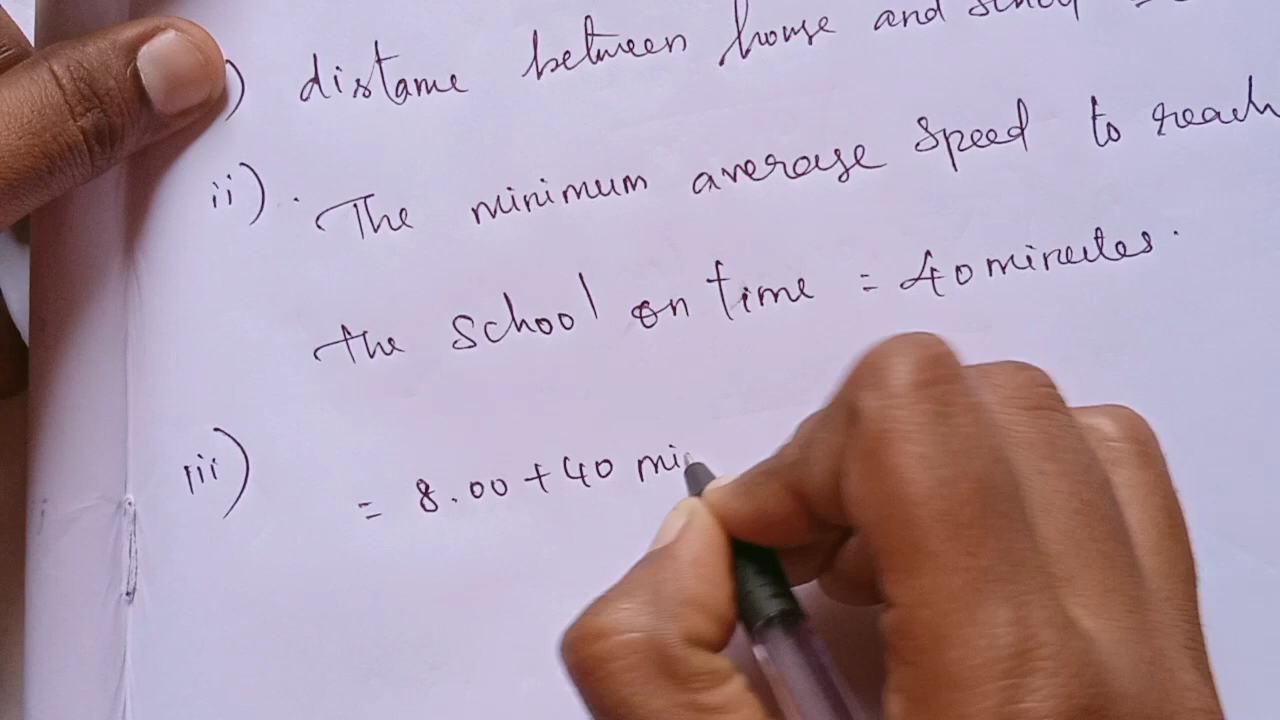 ) distame between house and
ii). The minimum average speed to reach
the school on time = 40 minutes.
iii) = 8.00 + 40 mi